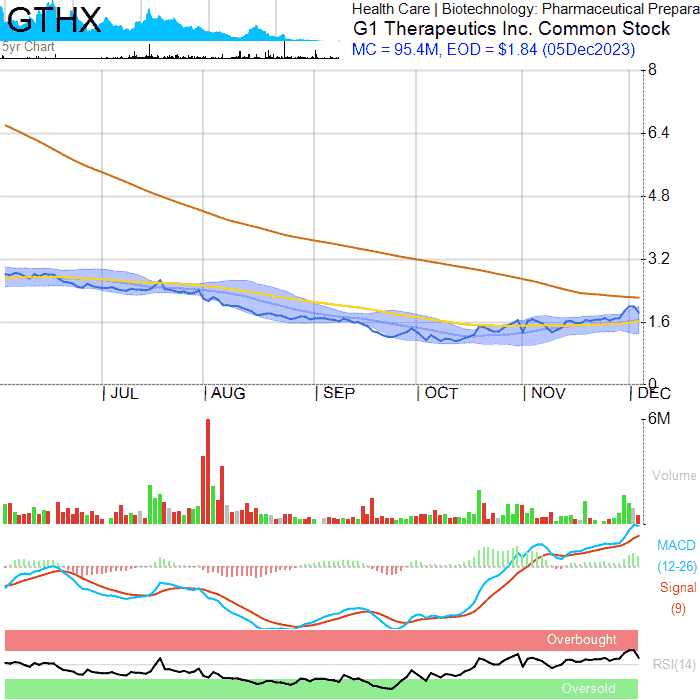 GTHX
5yr Chart
Health Care | Biotechnology: Pharmaceutical Prepara
G1 Therapeutics Inc. Common Stock
MC = 95.4M, EOD = $1.84 (05Dec2023)
8
6.4
4.8
3.2
1.6
0
JUL
AUG
SEP
OCT
NOV
DEC
6M
Volume
MACD
(12-26)
Signal
(9)
Overbought
RSI(14)
Oversold